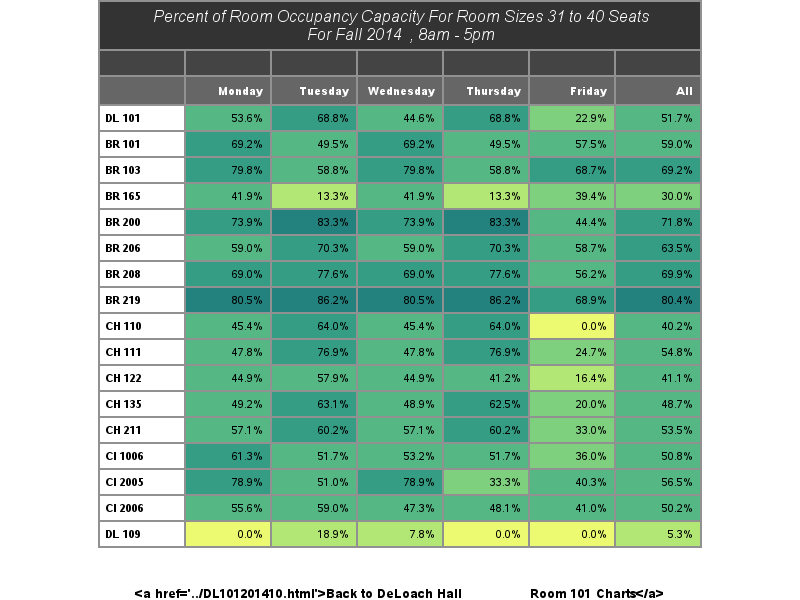 Percent of Room Occupancy Capacity For Room Sizes 31 to 40 Seats
For Fall 2014 , 8am - 5pm
Monday Tuesday Wednesday Thursday Friday All
DL 101 53.6% 68.8% 44.6% 68.8% 22.9% 51.7%
BR 101 69.2% 49.5% 69.2% 49.5% 57.5% 59.0%
BR 103 79.8% 58.8% 79.8% 58.8% 68.7% 69.2%
BR 165 41.9% 13.3% 41.9% 13.3% 39.4% 30.0%
BR 200 73.9% 83.3% 73.9% 83.3% 44.4% 71.8%
BR 206 59.0% 70.3% 59.0% 70.3% 58.7% 63.5%
BR 208 69.0% 77.6% 69.0% 77.6% 56.2% 69.9%
BR 219 80.5% 86.2% 80.5% 86.2% 68.9% 80.4%
CH 110 45.4% 64.0% 45.4% 64.0% 0.0% 40.2%
CH 111 47.8% 76.9% 47.8% 76.9% 24.7% 54.8%
CH 122 44.9% 57.9% 44.9% 41.2% 16.4% 41.1%
CH 135 49.2% 63.1% 48.9% 62.5% 20.0% 48.7%
CH 211 57.1% 60.2% 57.1% 60.2% 33.0% 53.5%
CI 1006 61.3% 51.7% 53.2% 51.7% 36.0% 50.8%
CI 2005 78.9% 51.0% 78.9% 33.3% 40.3% 56.5%
CI 2006 55.6% 59.0% 47.3% 48.1% 41.0% 50.2%
DL 109 0.0% 18.9% 7.8% 0.0% 0.0% 5.3%
<a href='../DL101201410.html'>Back to DeLoach Hall Room 101 Charts</a>